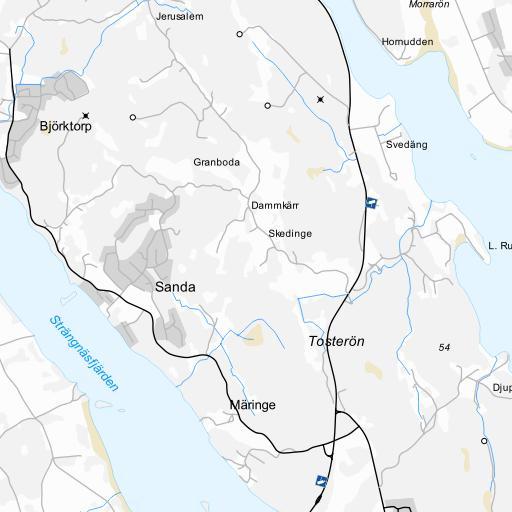 Morrarön
Jerusalem
Hornudden
Björktorp
Svedäng
Granboda
Dammkärr
Skedinge
L. Ru
Sanda
Strängnäsfjärden
Tosterön
54
Djup
Märinge